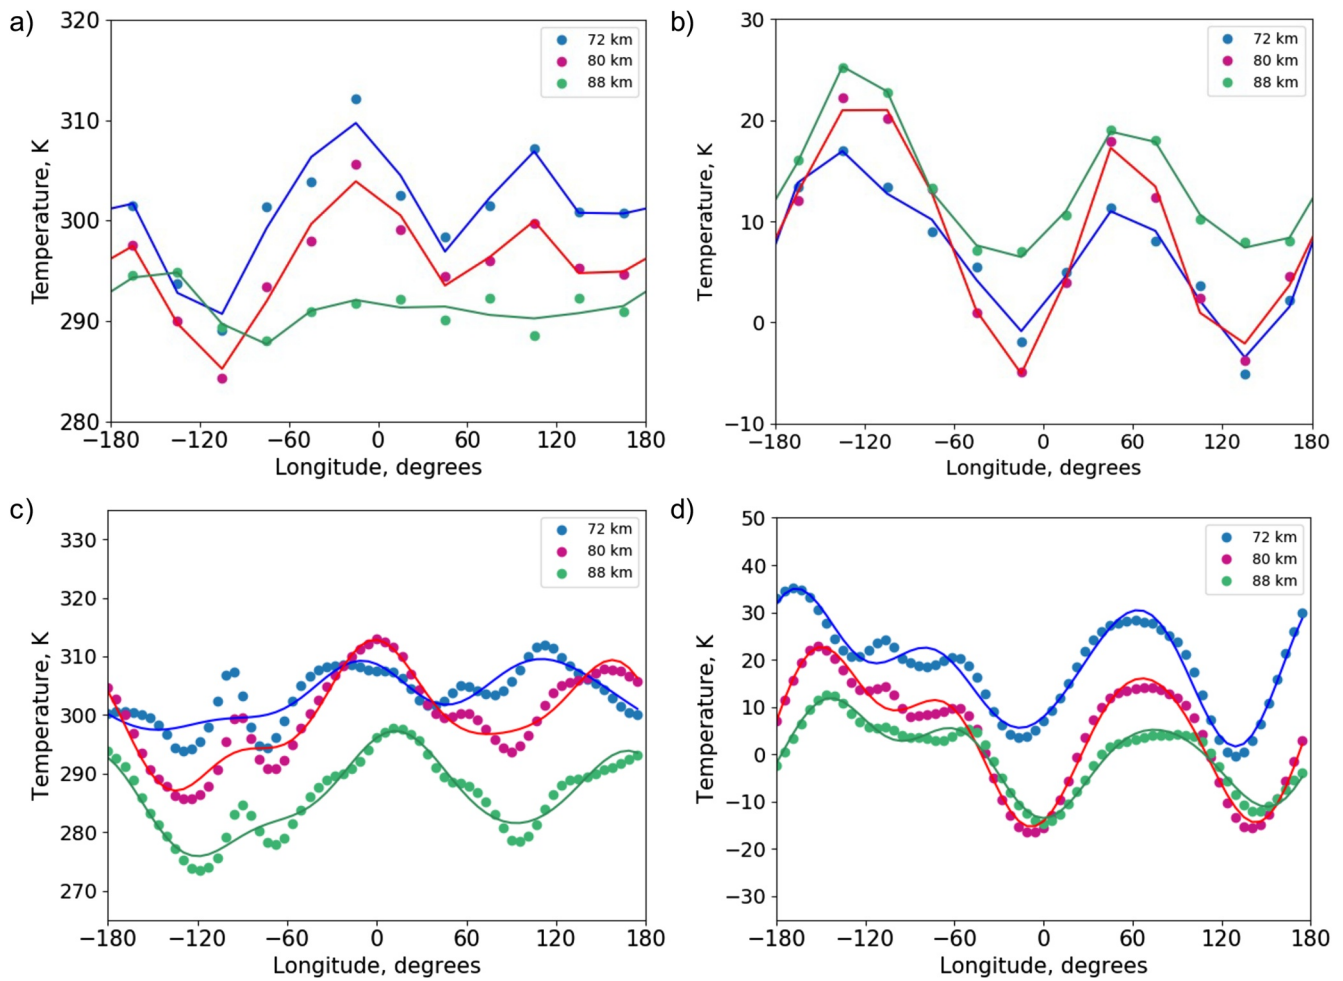 a)
320
310
300
290
280
Temperature, K
72 km
80 km
88 km
−180 −120 −60 0 60 120 180
Longitude, degrees
b)
30
20
10
0
−10
Temperature, K
72 km
80 km
88 km
−180 −120 −60 0 60 120 180
Longitude, degrees
c)
330
320
310
300
290
280
270
Temperature, K
72 km
80 km
88 km
−180 −120 −60 0 60 120 180
Longitude, degrees
d)
50
40
30
20
10
0
−10
−20
−30
Temperature, K
72 km
80 km
88 km
−180 −120 −60 0 60 120 180
Longitude, degrees